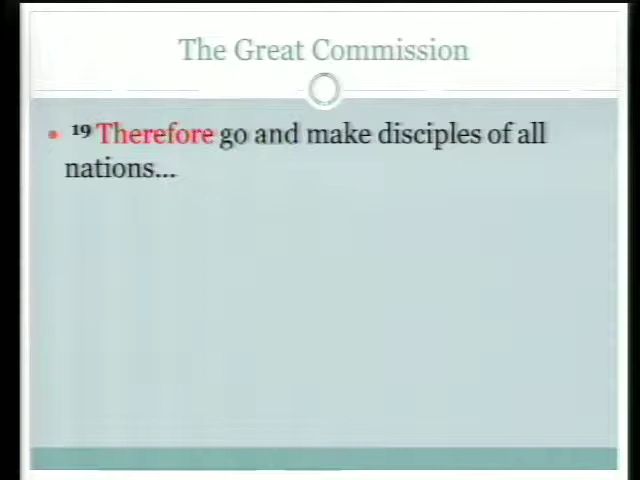 The Great Commission
• ¹⁹ Therefore go and make disciples of all
nations...